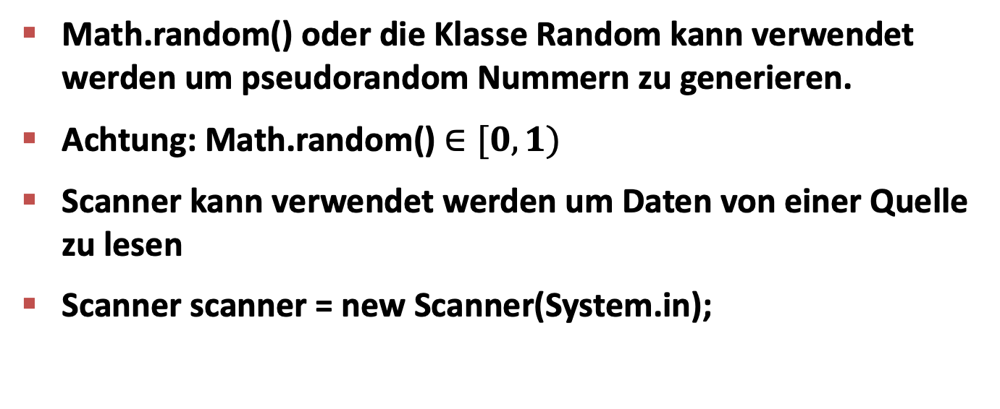 ▪ Math.random() oder die Klasse Random kann verwendet
werden um pseudorandom Nummern zu generieren.
▪ Achtung: Math.random() ∈ [0, 1)
▪ Scanner kann verwendet werden um Daten von einer Quelle
zu lesen
▪ Scanner scanner = new Scanner(System.in);